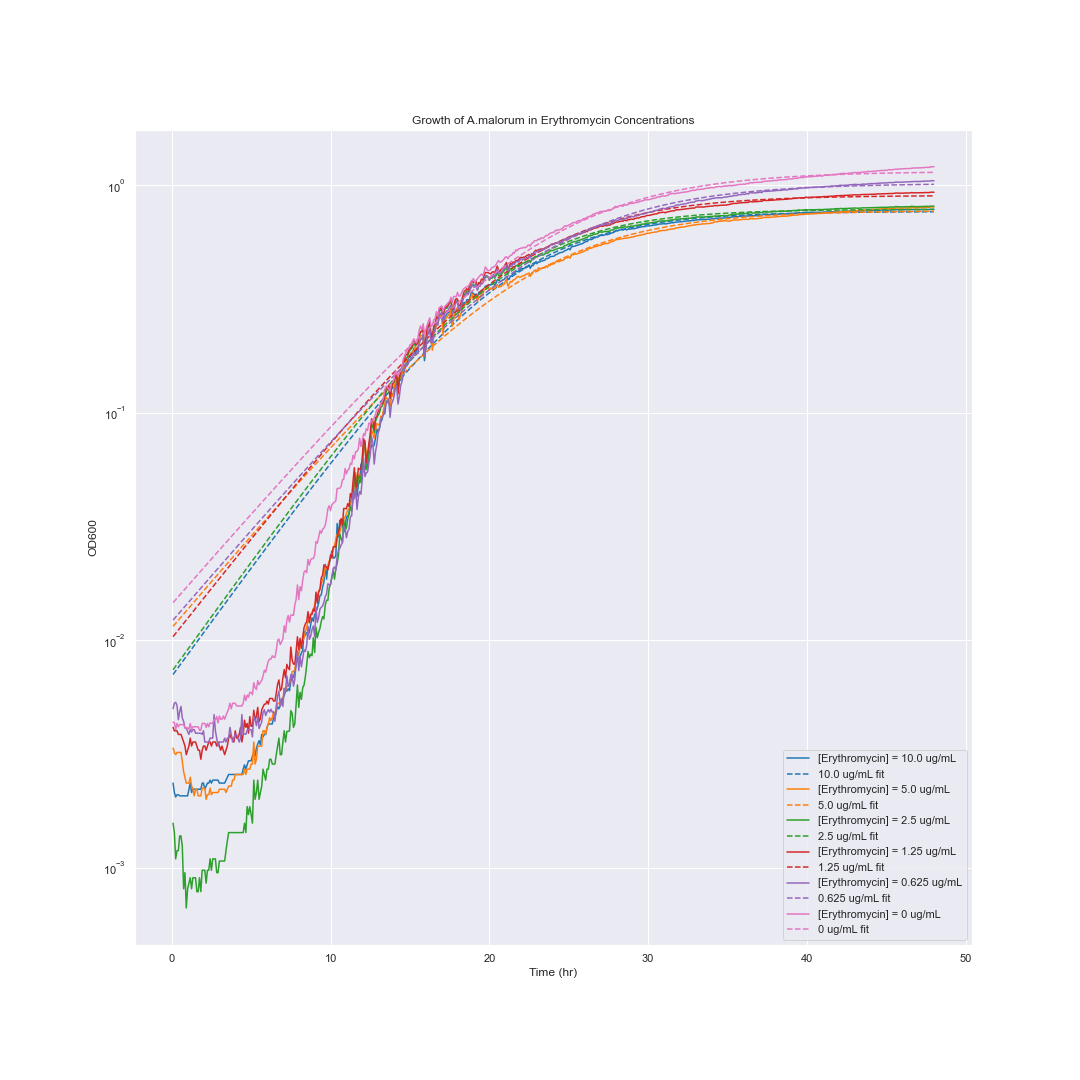 Growth of A.malorum in Erythromycin Concentrations
10⁰
10⁻¹
10⁻²
10⁻³
OD600
0 10 20 30 40 50
Time (hr)
[Erythromycin] = 10.0 ug/mL
10.0 ug/mL fit
[Erythromycin] = 5.0 ug/mL
5.0 ug/mL fit
[Erythromycin] = 2.5 ug/mL
2.5 ug/mL fit
[Erythromycin] = 1.25 ug/mL
1.25 ug/mL fit
[Erythromycin] = 0.625 ug/mL
0.625 ug/mL fit
[Erythromycin] = 0 ug/mL
0 ug/mL fit